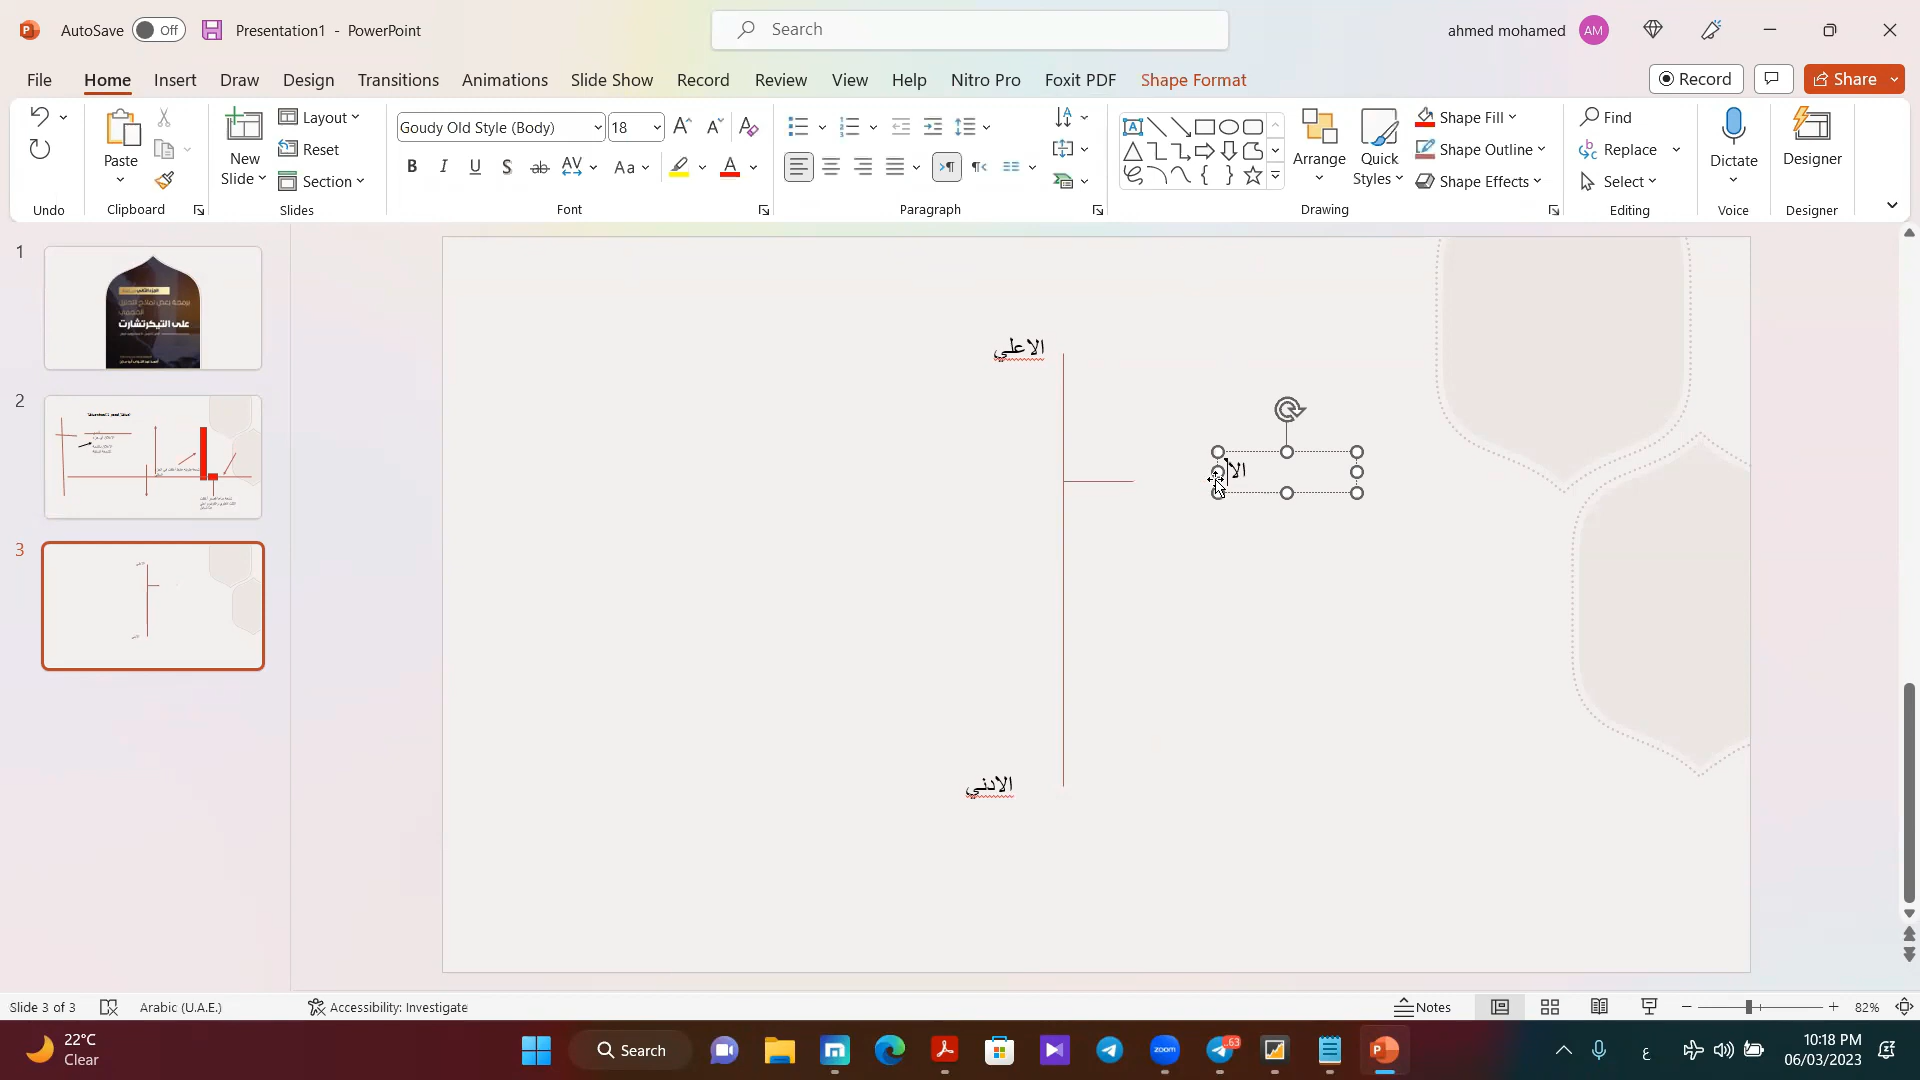 AutoSave Off Presentation1 - PowerPoint Search ahmed mohamed AM
File Home Insert Draw Design Transitions Animations Slide Show Record Review View Help Nitro Pro Foxit PDF Shape Format Record Share
Undo
Paste
Clipboard
New Slide
Layout
Reset
Section
Slides
Goudy Old Style (Body) 18
Font
Paragraph
Arrange
Quick Styles
Shape Fill
Shape Outline
Shape Effects
Drawing
Find
Replace
Select
Editing
Dictate
Voice
Designer
Designer
1
على التيكرتشارت
2
3
الاعلي
الا
الادني
Slide 3 of 3 Arabic (U.A.E.) Accessibility: Investigate Notes 82%
22°C
Clear
Search
zoom
63
ع
10:18 PM
06/03/2023